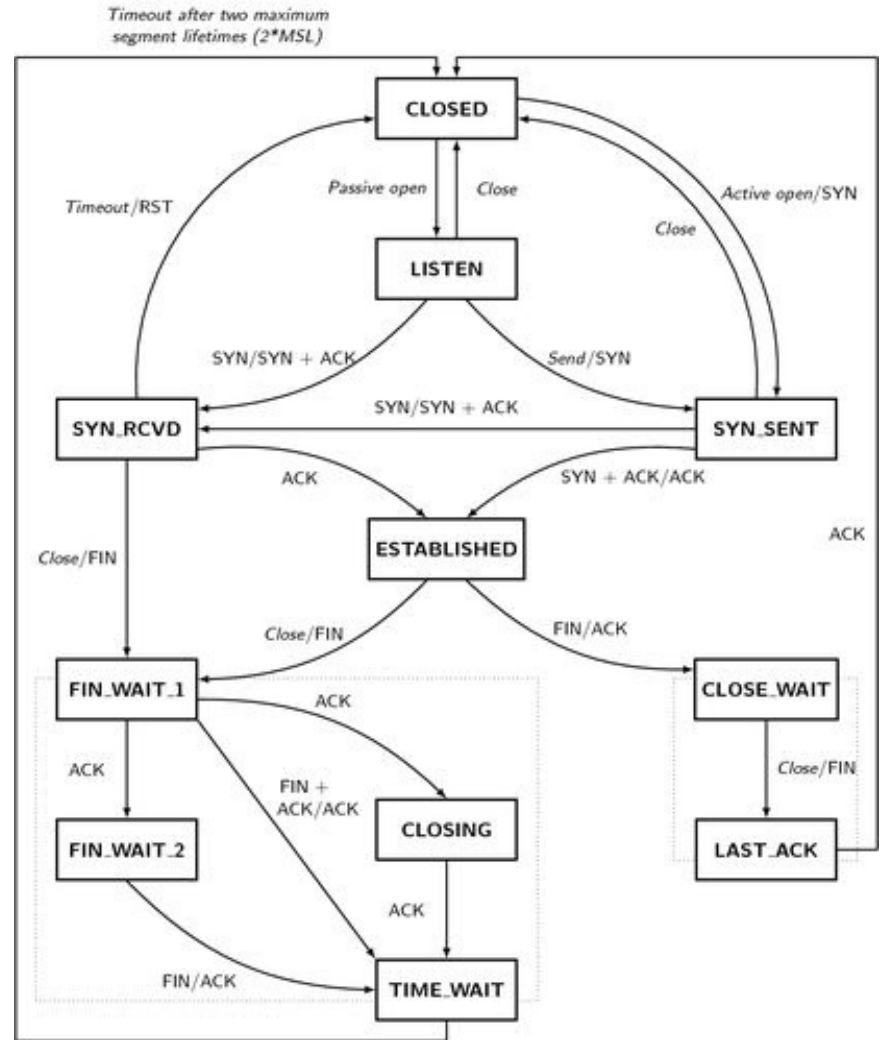 Timeout after two maximum
segment lifetimes (2*MSL)
CLOSED
Passive open
Close
Timeout/RST
Active open/SYN
Close
LISTEN
SYN/SYN + ACK
Send/SYN
SYN/SYN + ACK
SYN_RCVD
SYN_SENT
ACK
SYN + ACK/ACK
ESTABLISHED
ACK
Close/FIN
Close/FIN
FIN/ACK
FIN_WAIT_1
CLOSE_WAIT
ACK
ACK
FIN +
ACK/ACK
Close/FIN
CLOSING
FIN_WAIT_2
LAST_ACK
ACK
FIN/ACK
TIME_WAIT